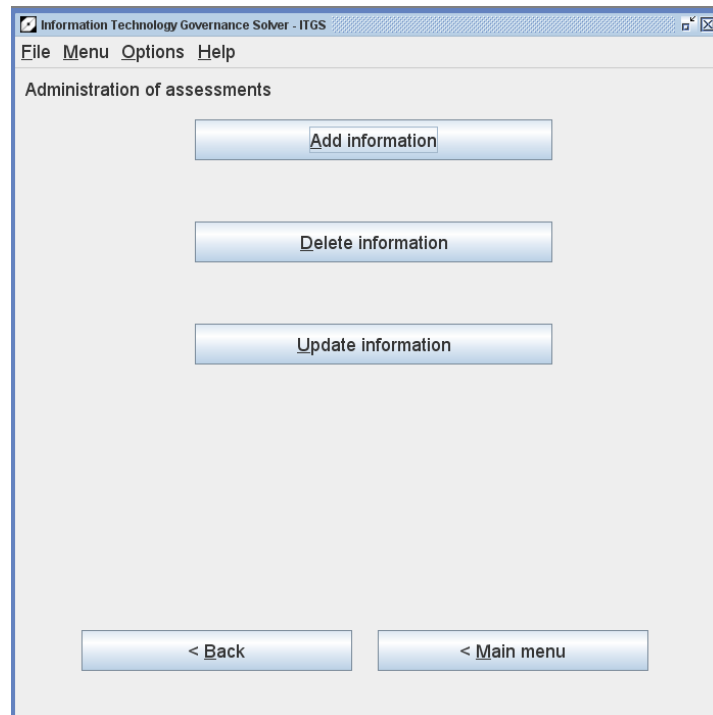 Information Technology Governance Solver - ITGS
File Menu Options Help
Administration of assessments
Add information
Delete information
Update information
< Back < Main menu